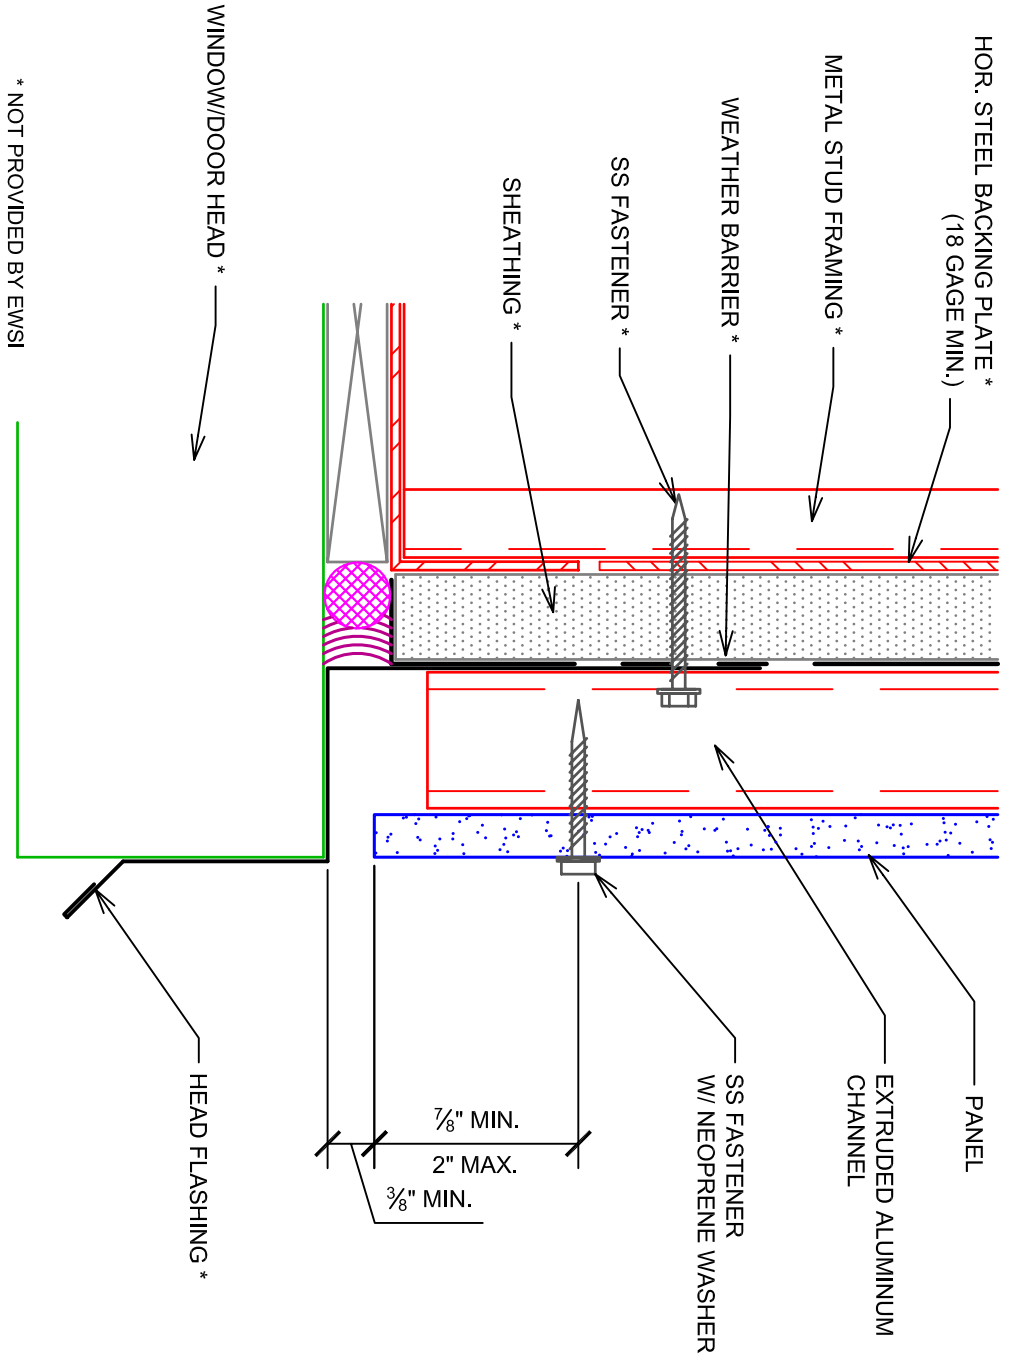 HOR. STEEL BACKING PLATE *
(18 GAGE MIN.)
METAL STUD FRAMING *
WEATHER BARRIER *
SS FASTENER *
SHEATHING *
WINDOW/DOOR HEAD *
* NOT PROVIDED BY EWSI
PANEL
EXTRUDED ALUMINUM
CHANNEL
SS FASTENER
W/ NEOPRENE WASHER
⅞" MIN.
2" MAX.
⅜" MIN.
HEAD FLASHING *